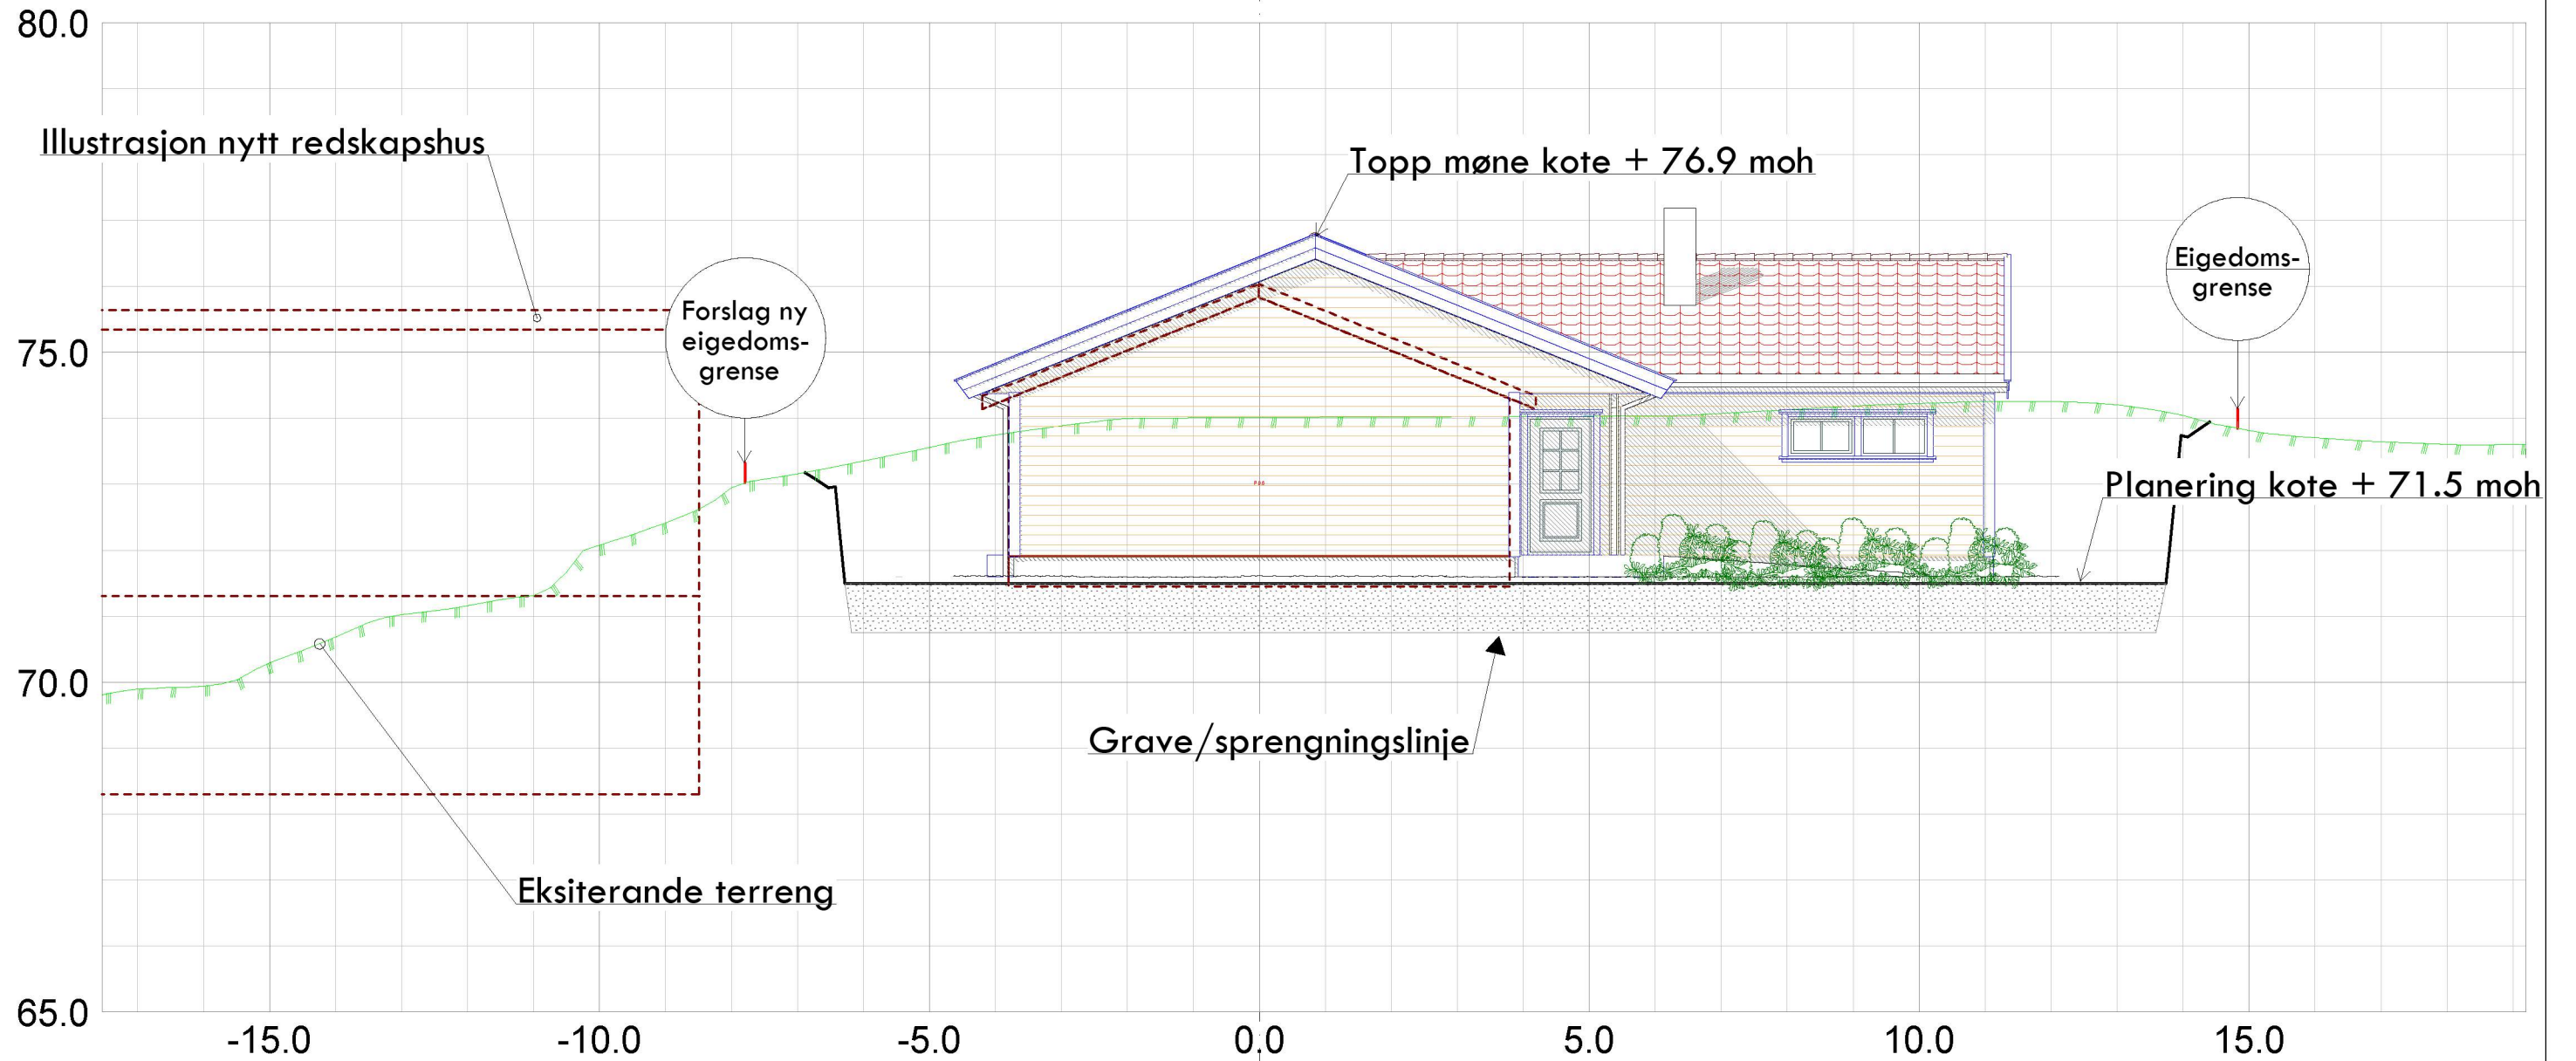 80.0
Illustrasjon nytt redskapshus
Topp møne kote + 76.9 moh
Eigedoms-
grense
Forslag ny
eigedoms-
grense
75.0
Planering kote + 71.5 moh
70.0
Grave/sprengningslinje
Eksiterande terreng
65.0
-15.0 -10.0 -5.0 0.0 5.0 10.0 15.0